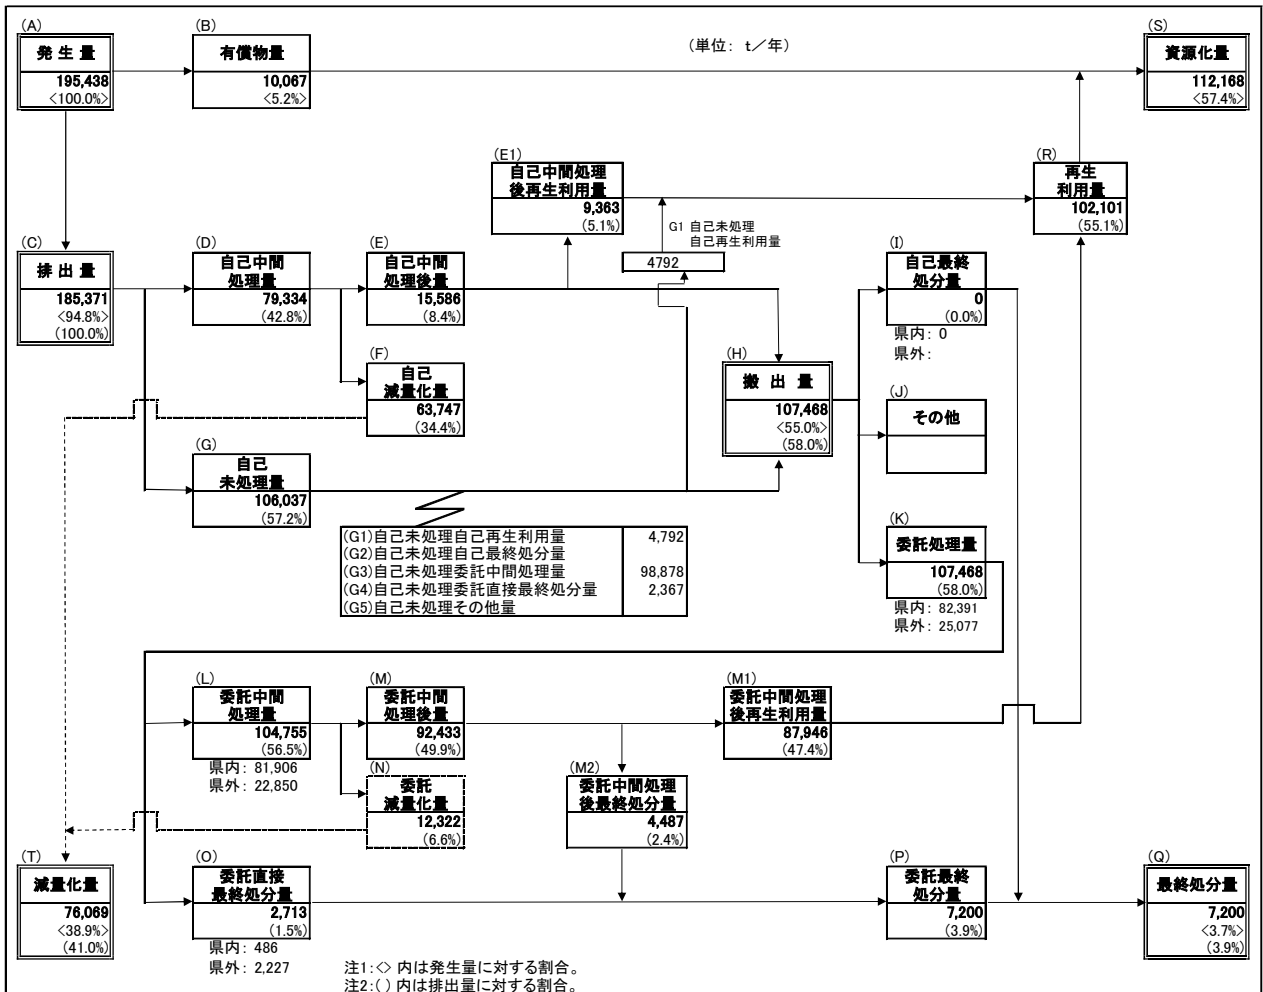 (A)
発生量
195,438
<100.0%>
(B)
有償物量
10,067
<5.2%>
(単位: t/年)
(S)
資源化量
112,168
<57.4%>
(E1)
自己中間処理
後再生利用量
9,363
(5.1%)
G1 自己未処理
自己再生利用量
4792
(R)
再生
利用量
102,101
(55.1%)
(C)
排出量
185,371
<94.8%>
(100.0%)
(D)
自己中間
処理量
79,334
(42.8%)
(E)
自己中間
処理後量
15,586
(8.4%)
(I)
自己最終
処分量
0
(0.0%)
県内: 0
県外:
(F)
自己
減量化量
63,747
(34.4%)
(H)
搬出量
107,468
<55.0%>
(58.0%)
(J)
その他
(G)
自己
未処理量
106,037
(57.2%)
(G1)自己未処理自己再生利用量 4,792
(G2)自己未処理自己最終処分量
(G3)自己未処理委託中間処理量 98,878
(G4)自己未処理委託直接最終処分量 2,367
(G5)自己未処理その他量
(K)
委託処理量
107,468
(58.0%)
県内: 82,391
県外: 25,077
(L)
委託中間
処理量
104,755
(56.5%)
県内: 81,906
県外: 22,850
(M)
委託中間
処理後量
92,433
(49.9%)
(M1)
委託中間処理
後再生利用量
87,946
(47.4%)
(N)
委託
減量化量
12,322
(6.6%)
(M2)
委託中間処理
後最終処分量
4,487
(2.4%)
(T)
減量化量
76,069
<38.9%>
(41.0%)
(O)
委託直接
最終処分量
2,713
(1.5%)
県内: 486
県外: 2,227
(P)
委託最終
処分量
7,200
(3.9%)
(Q)
最終処分量
7,200
<3.7%>
(3.9%)
注1:<> 内は発生量に対する割合。
注2:( ) 内は排出量に対する割合。